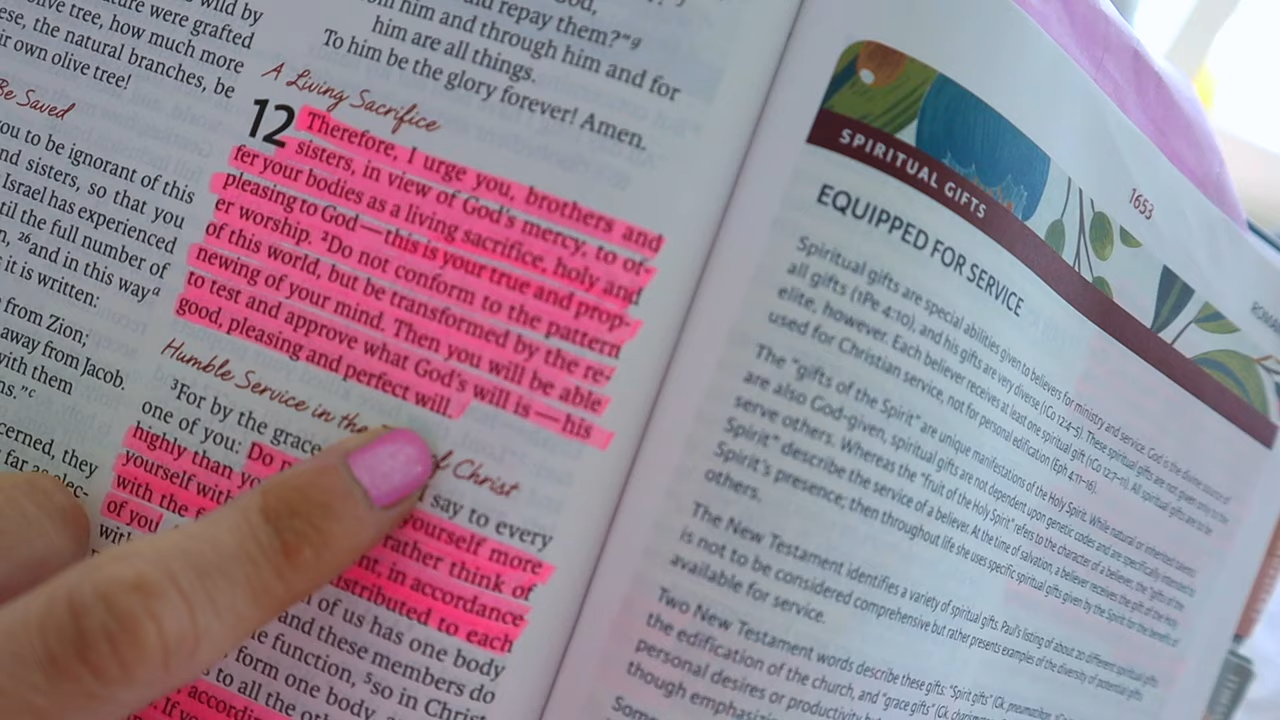 ature were grafted
olive tree, how much more
ese, the natural branches, be
ir own olive tree!
Be Saved
you to be ignorant of this
nd sisters, so that you
Israel has experienced
til the full number of
n, 26and in this waya
it is written:
from Zion;
away from Jacob.
with them
ns."c
cerned, they
t far as elec-
repay them?"9
him and through him and for
him are all things.
To him be the glory forever! Amen.
A Living Sacrifice
12 Therefore, I urge you, brothers and
sisters, in view of God's mercy, to of-
fer your bodies as a living sacrifice, holy and
pleasing to God—this is your true and prop-
er worship. 2Do not conform to the pattern
of this world, but be transformed by the re-
newing of your mind. Then you will be able
to test and approve what God's will is—his
good, pleasing and perfect will.
Humble Service in the of Christ
3For by the grace say to every
one of you: Do yourself more
highly than yo rather think of
yourself with nt, in accordance
with the f istributed to each
of you of us has one body
with and these members do
e function, 5so in Christ
form one body,
s to all the
accordin
If
1653
SPIRITUAL GIFTS
EQUIPPED FOR SERVICE
Spiritual gifts are special abilities given to believers for ministry and service. God is the divine source of
all gifts (1Pe 4:10), and his gifts are very diverse (1Co 12:4–5). These spiritual gifts are not given only to the
elite, however. Each believer receives at least one spiritual gift (1Co 12:7–11). All spiritual gifts are to be
used for Christian service, not for personal edification (Eph 4:11–16).
The "gifts of the Spirit" are unique manifestations of the Holy Spirit. While natural or inherited talents
are also God-given, spiritual gifts are not dependent upon genetic codes and are specifically intended to
serve others. Whereas the "fruit of the Holy Spirit" refers to the character of a believer, the "gifts of the
Spirit" describe the service of a believer. At the time of salvation, a believer receives the gift of the Holy
Spirit's presence; then throughout life she uses specific spiritual gifts given by the Spirit for the benefit of
others.
The New Testament identifies a variety of spiritual gifts. Paul's listing of about 20 different spiritual gifts
is not to be considered comprehensive but rather presents examples of the diversity of potential gifts
available for service.
Two New Testament words describe these gifts: "Spirit gifts" (Gk. pneumatikon
the edification of the church, and "grace gifts" (Gk.
personal desires or productivity
though
Some